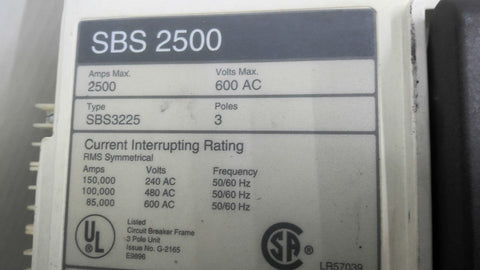 SBS 2500
Amps Max. Volts Max.
2500 600 AC
Type Poles
SBS3225 3
Current Interrupting Rating
RMS Symmetrical
Amps Volts Frequency
150,000 240 AC 50/60 Hz
100,000 480 AC 50/60 Hz
85,000 600 AC 50/60 Hz
UL
Listed
Circuit Breaker Frame
3 Pole Unit
Issue No. G-2165
E9896
SA
LR57039